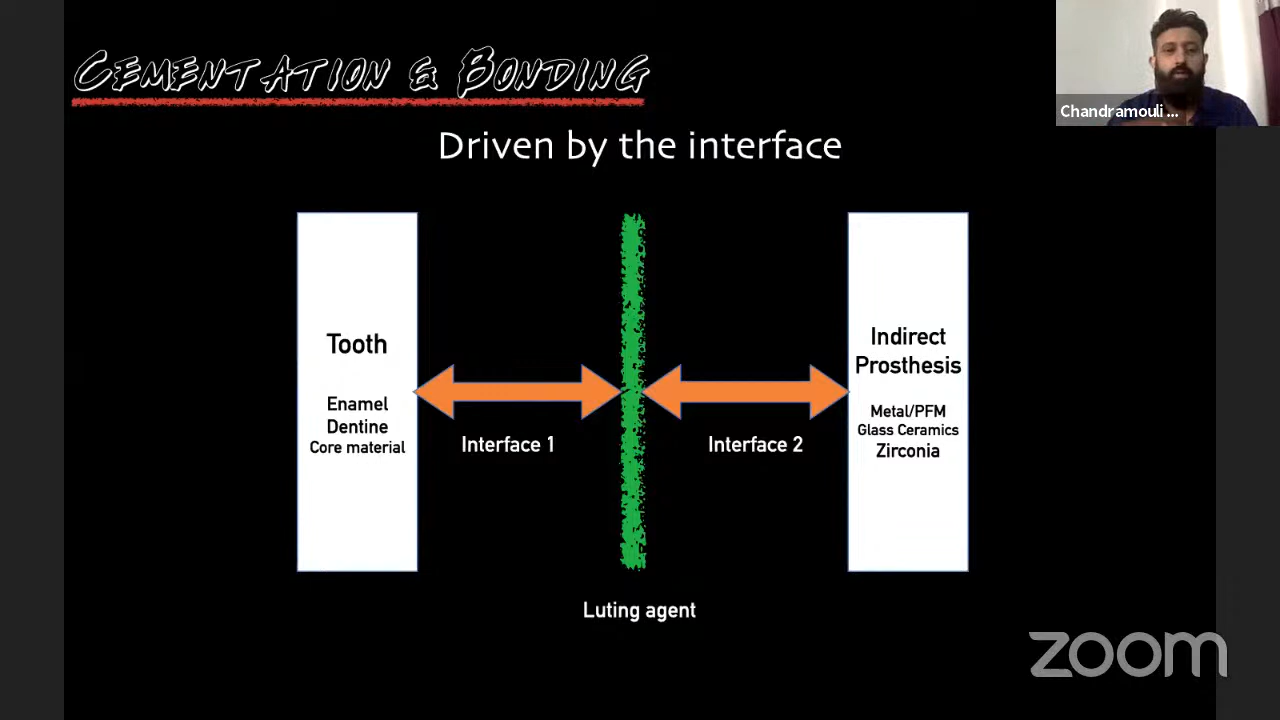 CEMENTATION & BONDING
Driven by the interface
Chandramouli ...
Tooth
Enamel
Dentine
Core material
Interface 1
Interface 2
Indirect
Prosthesis
Metal/PFM
Glass Ceramics
Zirconia
Luting agent
zoom